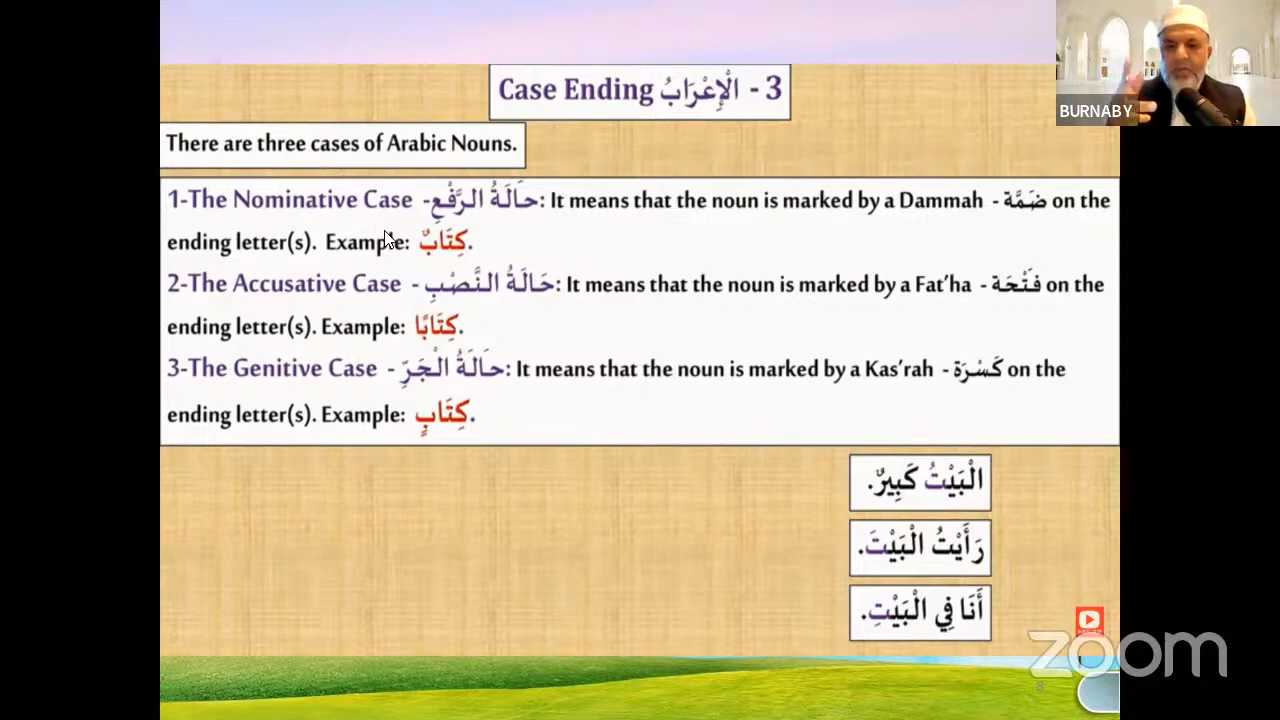 BURNABY
Case Ending الْإِعْرَابُ - 3
There are three cases of Arabic Nouns.
1-The Nominative Case -حاَلَةُ الرَّفْعِ: It means that the noun is marked by a Dammah - ضَمَّة on the
ending letter(s). Example: كِتَابٌ.
2-The Accusative Case - حَالَةُ النَّصْبِ: It means that the noun is marked by a Fat’ha - فَتْحَة on the
ending letter(s). Example: كِتَابًا.
3-The Genitive Case - حاَلَةُ الْجَرِّ: It means that the noun is marked by a Kas’rah - كَسْرَة on the
ending letter(s). Example: كِتَابٍ.
الْبَيْتُ كَبِيرٌ.
رَأَيْتُ الْبَيْتَ.
أَنَا فِي الْبَيْتِ.
zoom